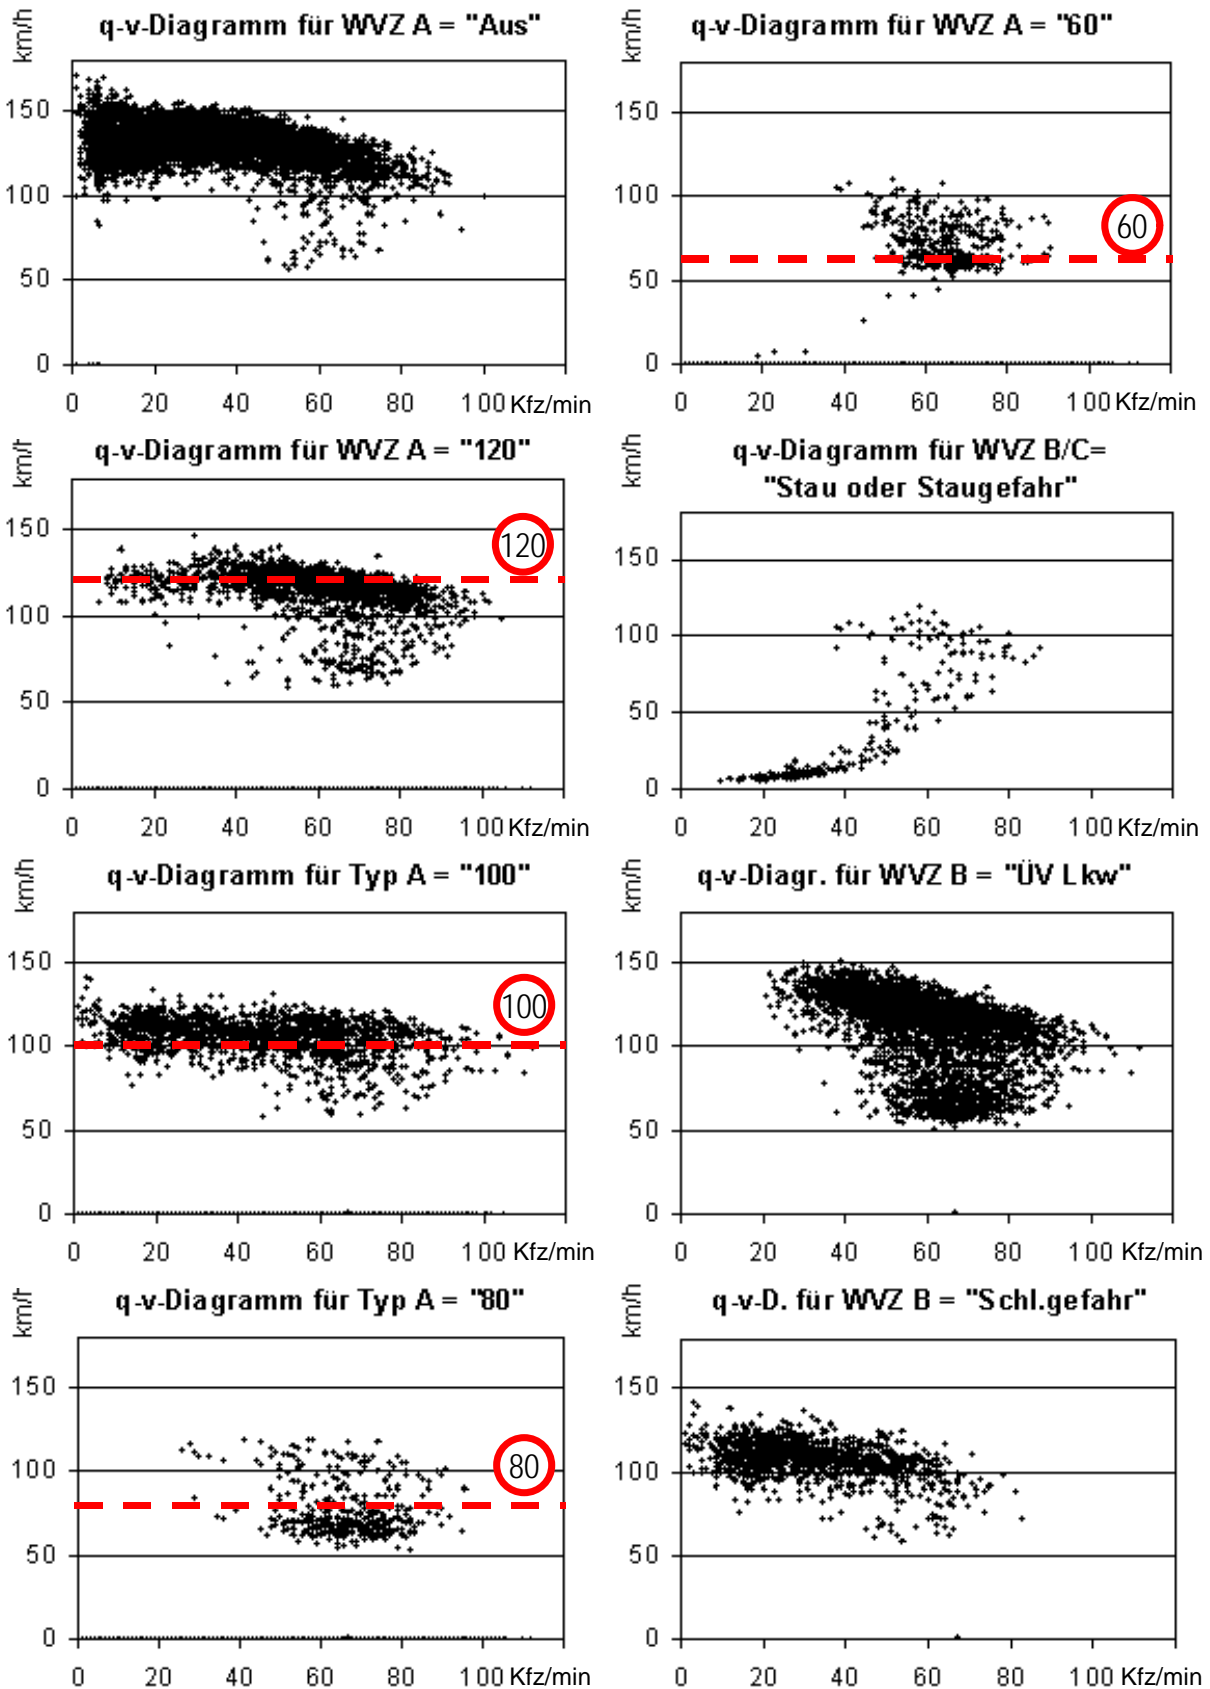 q-v-Diagramm für WVZ A = "Aus"
km/h
150
100
50
0
0 20 40 60 80 100 Kfz/min
q-v-Diagramm für WVZ A = "60"
km/h
150
100
60
50
0
0 20 40 60 80 100 Kfz/min
q-v-Diagramm für WVZ A = "120"
km/h
150
120
100
50
0
0 20 40 60 80 100 Kfz/min
q-v-Diagramm für WVZ B/C=
"Stau oder Staugefahr"
km/h
150
100
50
0
0 20 40 60 80 100 Kfz/min
q-v-Diagramm für Typ A = "100"
km/h
150
100
100
50
0
0 20 40 60 80 100 Kfz/min
q-v-Diagr. für WVZ B = "ÜV Lkw"
km/h
150
100
50
0
0 20 40 60 80 100 Kfz/min
q-v-Diagramm für Typ A = "80"
km/h
150
100
80
50
0
0 20 40 60 80 100 Kfz/min
q-v-D. für WVZ B = "Schl.gefahr"
km/h
150
100
50
0
0 20 40 60 80 100 Kfz/min